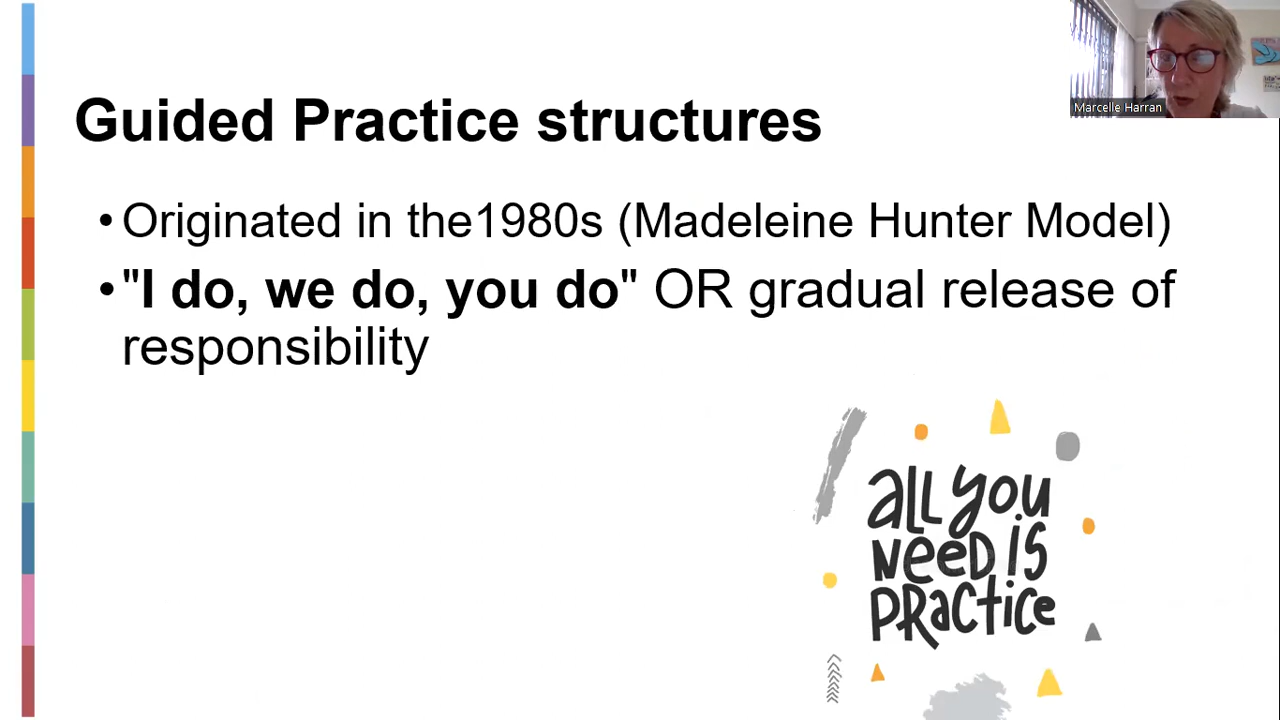 Marcelle Harran
Guided Practice structures
• Originated in the1980s (Madeleine Hunter Model)
• "I do, we do, you do" OR gradual release of
responsibility
all you
NeeD is
PRactice